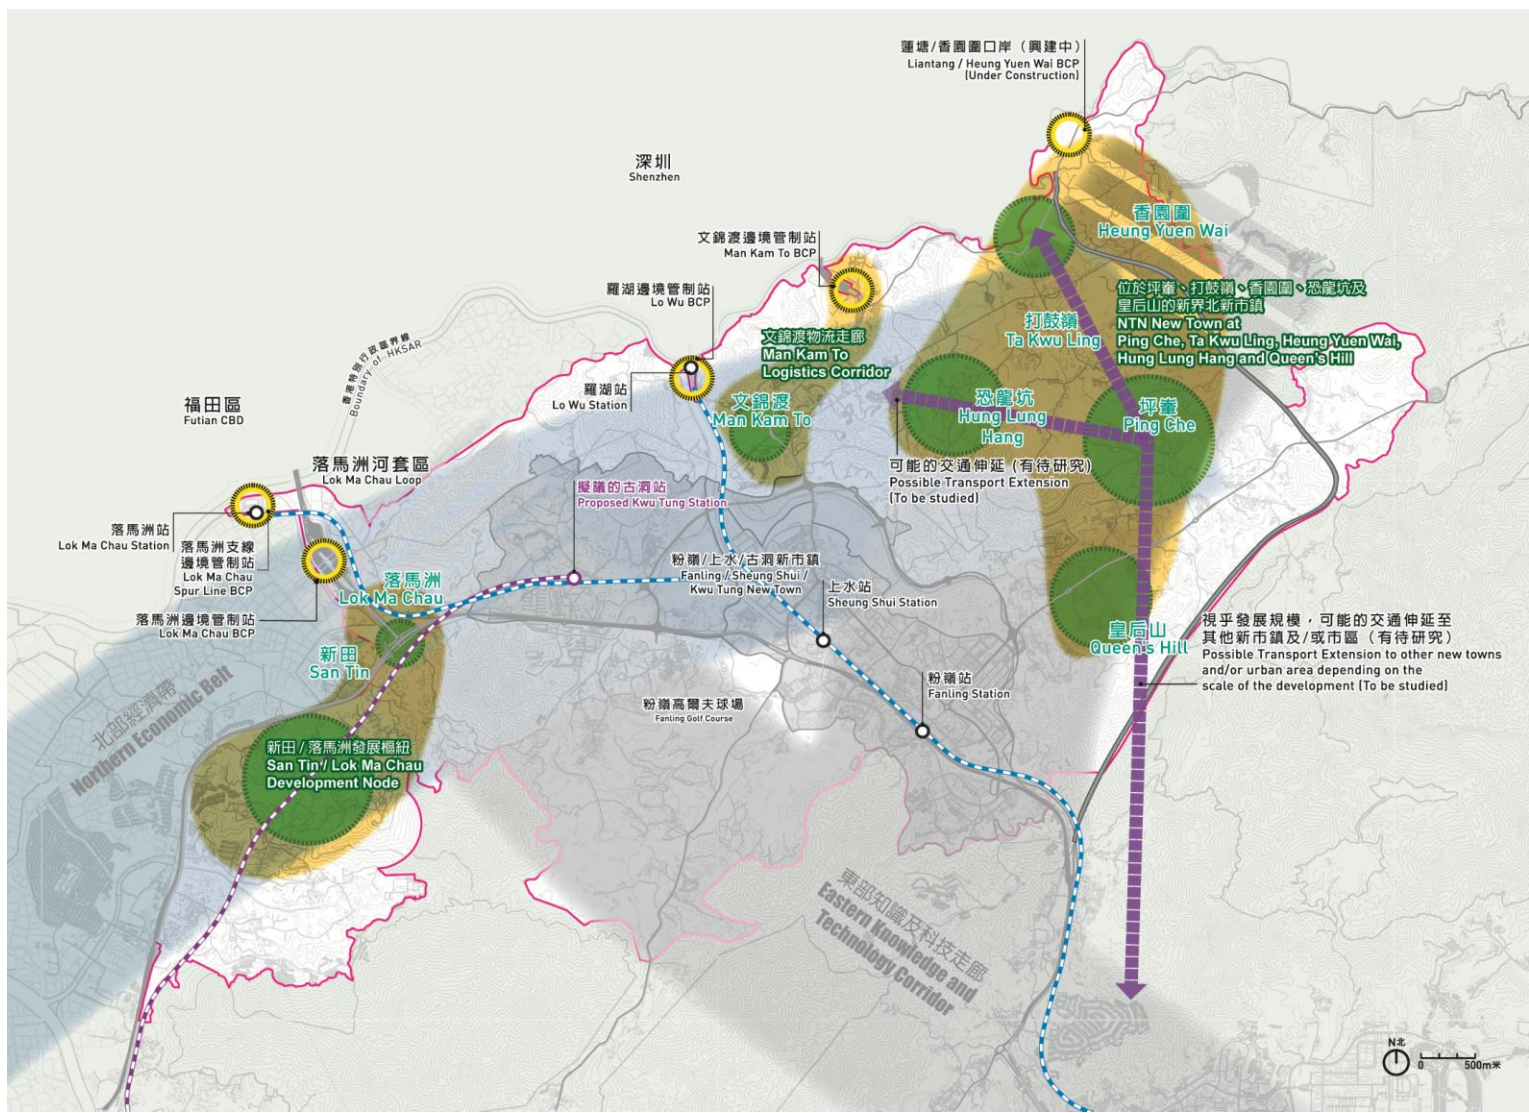 蓮塘/香園圍口岸（興建中）
Liantang / Heung Yuen Wai BCP
(Under Construction)
深圳
Shenzhen
香園圍
Heung Yuen Wai
文錦渡邊境管制站
Man Kam To BCP
羅湖邊境管制站
Lo Wu BCP
位於坪輋、打鼓嶺、香園圍、恐龍坑及
皇后山的新界北新市鎮
NTN New Town at
Ping Che, Ta Kwu Ling, Heung Yuen Wai,
Hung Lung Hang and Queen's Hill
打鼓嶺
Ta Kwu Ling
文錦渡物流走廊
Man Kam To
Logistics Corridor
香港特別行政區界線
Boundary of HKSAR
羅湖站
Lo Wu Station
福田區
Futian CBD
文錦渡
Man Kam To
恐龍坑
Hung Lung
Hang
坪輋
Ping Che
落馬洲河套區
Lok Ma Chau Loop
可能的交通伸延 (有待研究)
Possible Transport Extension
(To be studied)
擬議的古洞站
Proposed Kwu Tung Station
落馬洲站
Lok Ma Chau Station
落馬洲支線
邊境管制站
Lok Ma Chau
Spur Line BCP
粉嶺/上水/古洞新市鎮
Fanling / Sheung Shui /
Kwu Tung New Town
落馬洲
Lok Ma Chau
上水站
Sheung Shui Station
落馬洲邊境管制站
Lok Ma Chau BCP
新田
San Tin
皇后山
Queen's Hill
視乎發展規模，可能的交通伸延至
其他新市鎮及/或市區（有待研究）
Possible Transport Extension to other new towns
and/or urban area depending on the
scale of the development (To be studied)
粉嶺站
Fanling Station
粉嶺高爾夫球場
Fanling Golf Course
北部經濟帶
Northern Economic Belt
新田/落馬洲發展樞紐
San Tin / Lok Ma Chau
Development Node
東部知識及科技走廊
Eastern Knowledge and
Technology Corridor
N北
0 500m米